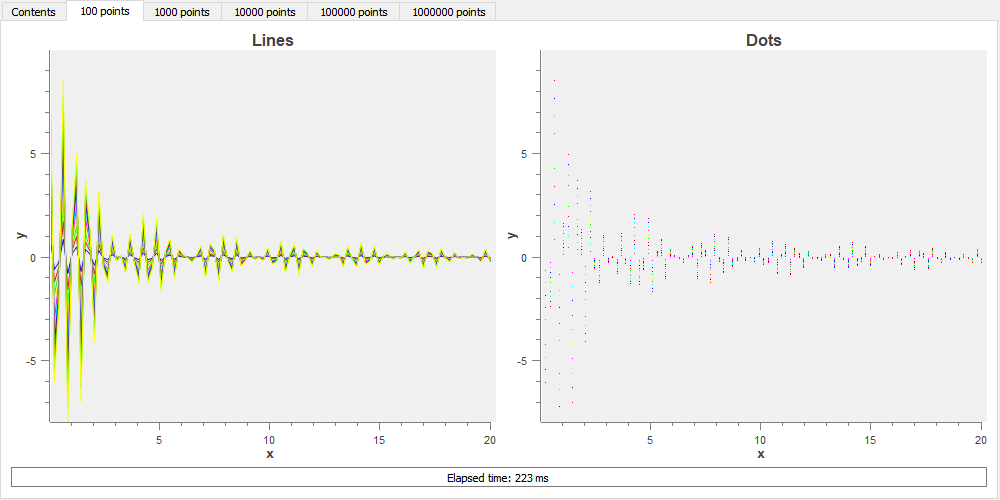 Contents 100 points 1000 points 10000 points 100000 points 1000000 points
Lines
y
5
0
-5
5 10 15 20
x
Dots
y
5
0
-5
5 10 15 20
x
Elapsed time: 223 ms